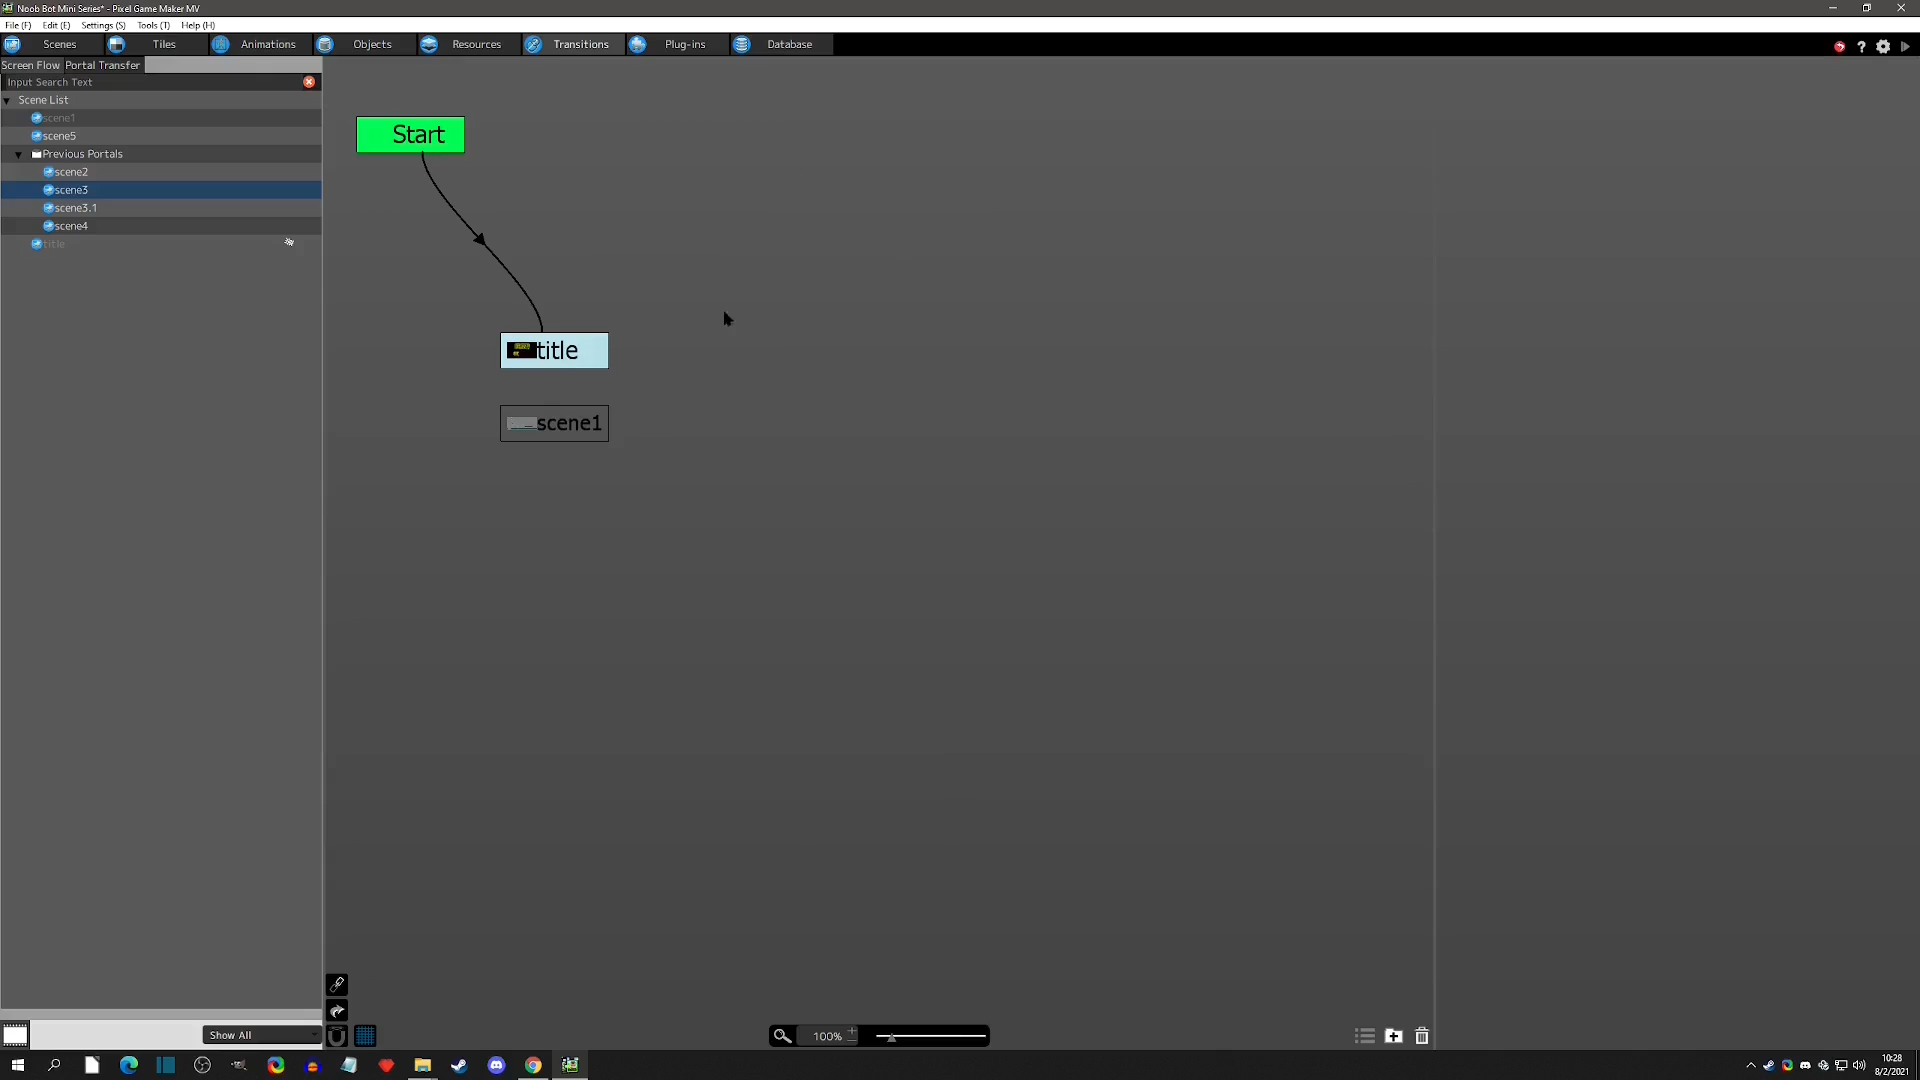 Noob Bot Mini Series* - Pixel Game Maker MV
File (F) Edit (E) Settings (S) Tools (T) Help (H)
Scenes Tiles Animations Objects Resources Transitions Plug-ins Database
Screen Flow Portal Transfer
Input Search Text
Scene List
scene1
scene5
Previous Portals
scene2
scene3
scene3.1
scene4
title
Start
title
scene1
Show All
100%
10:28
8/2/2021